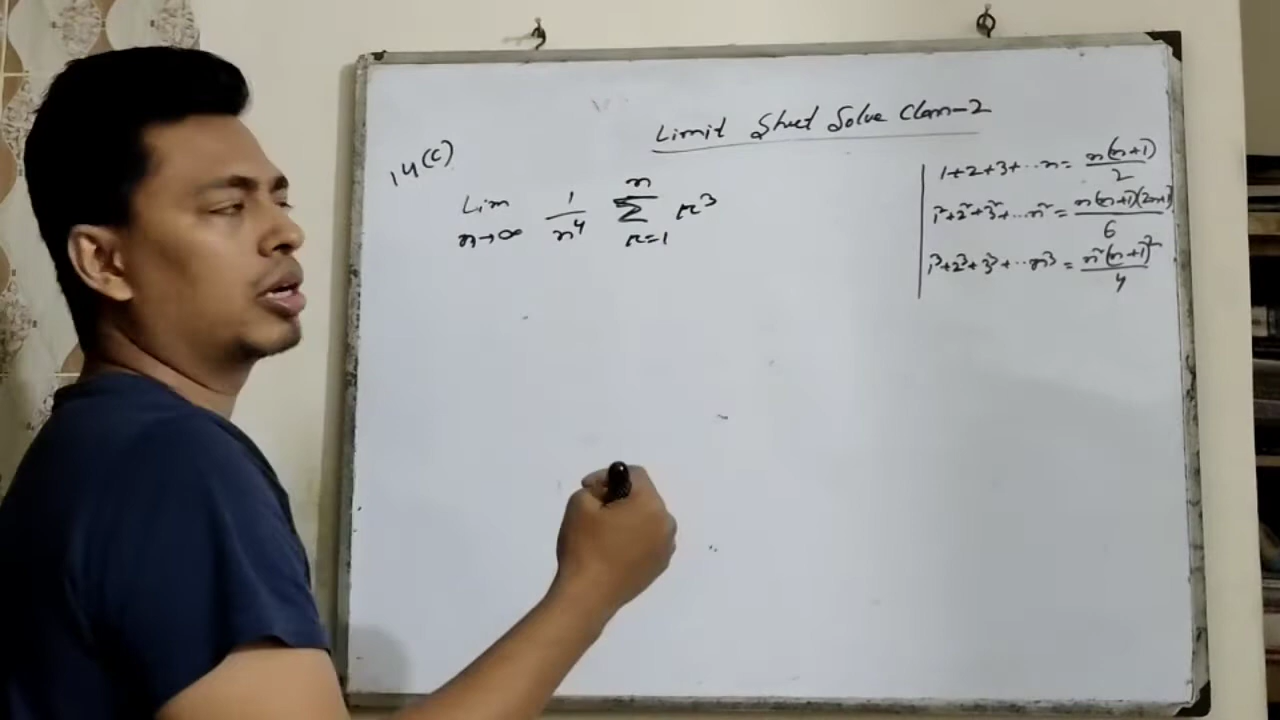 Limit Sheet Solve Class-2
14(c)
Lim n→∞ 1/n⁴ Σ r=1 n r³
1+2+3+⋯n = n(n+1)/2
1²+2²+3²+⋯n² = n(n+1)(2n+1)/6
1³+2³+3³+⋯n³ = n²(n+1)²/4